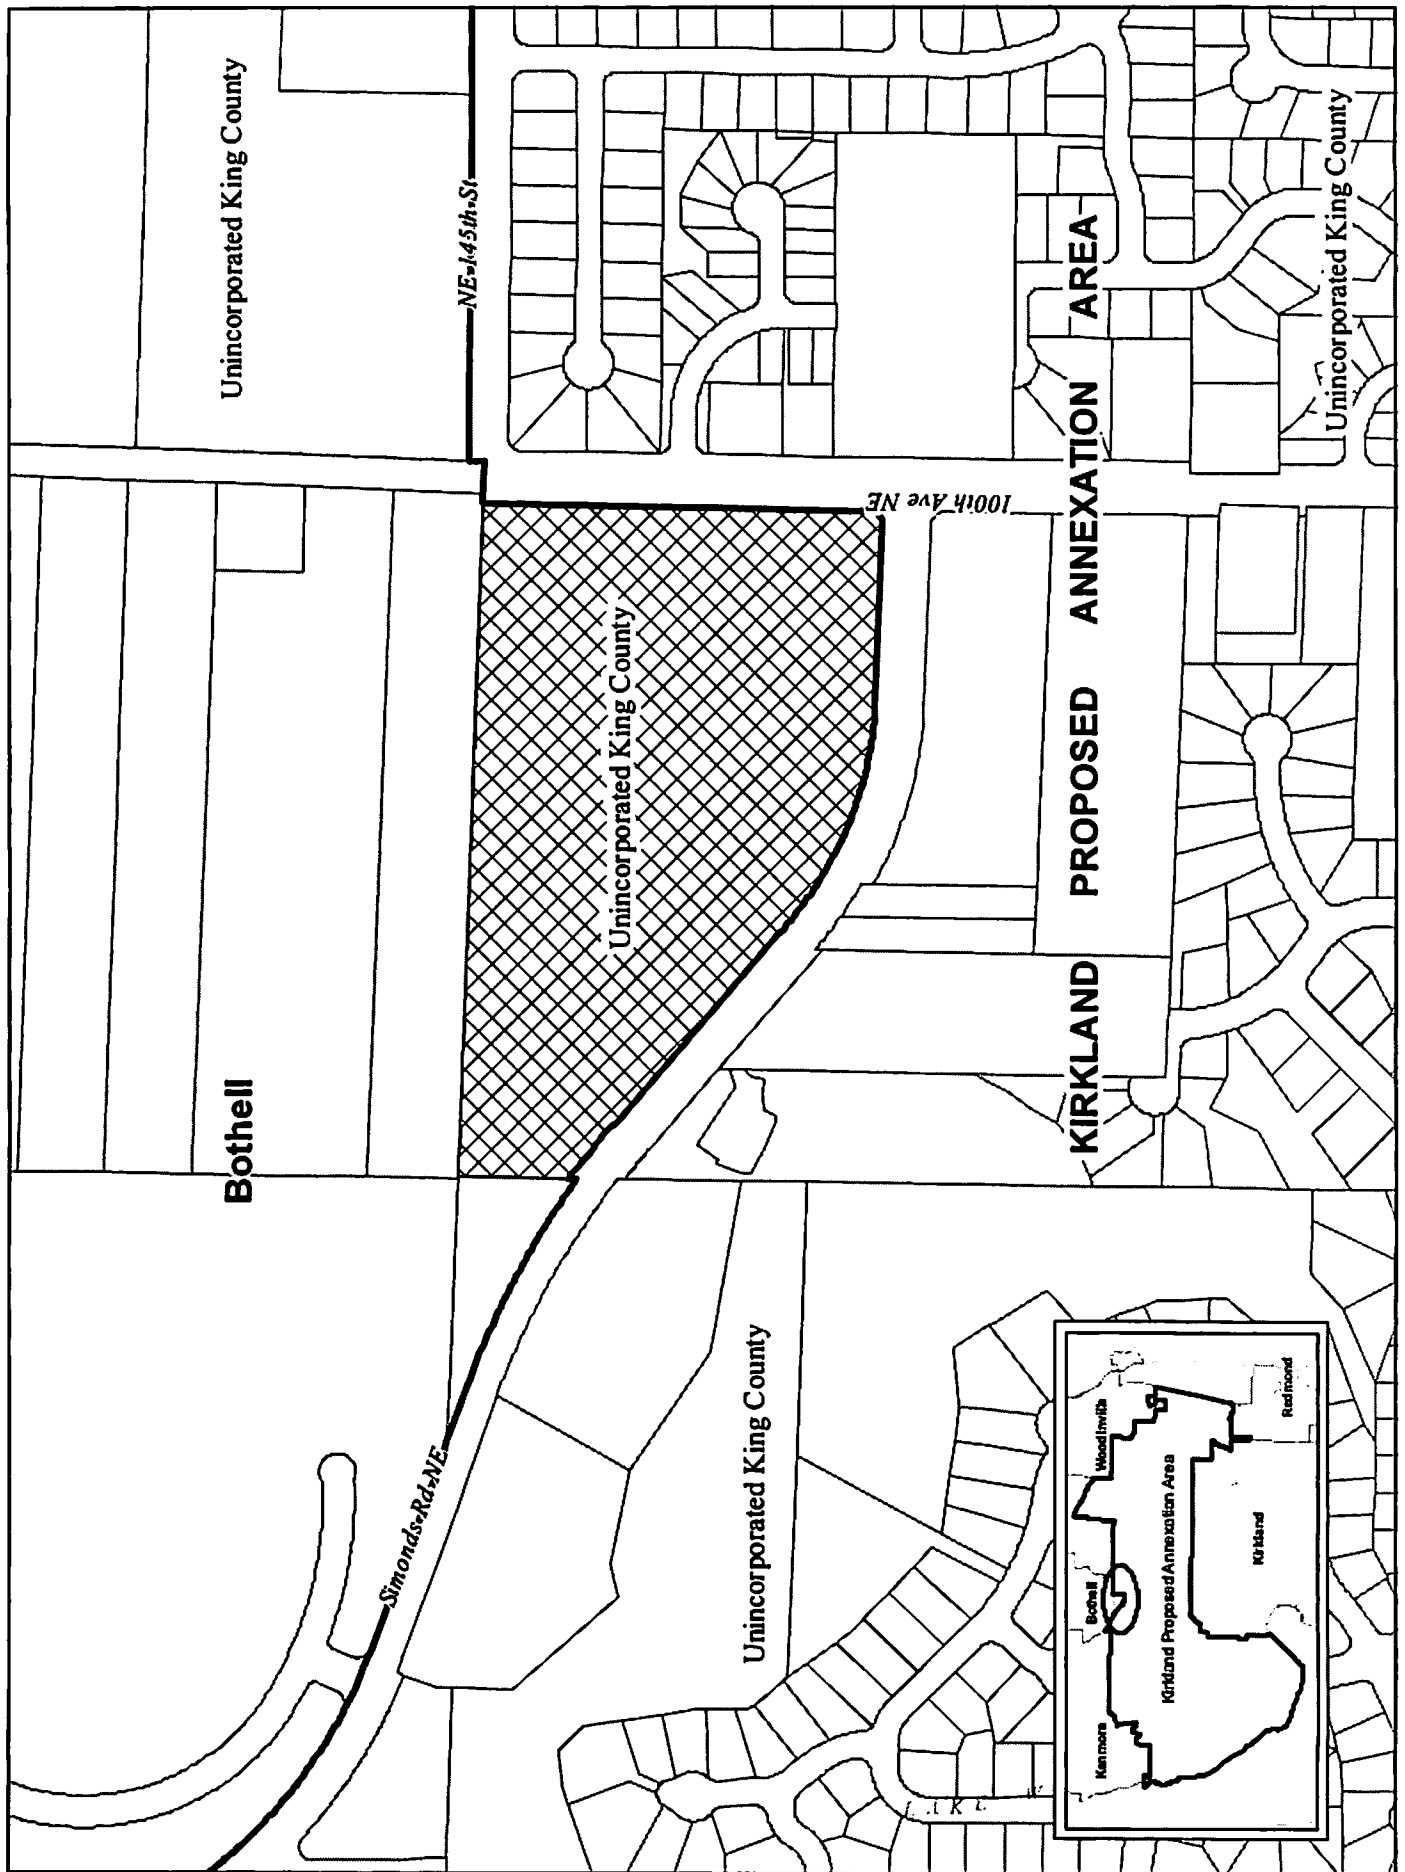 Bothell
Unincorporated King County
Simonds Rd NE
NE 145th St
Unincorporated King County
100th Ave NE
Unincorporated King County
KIRKLAND PROPOSED ANNEXATION AREA
Unincorporated King County
LAKE W
Kenmore
Bothell
Woodinville
Kirkland Proposed Annexation Area
Kirkland
Redmond